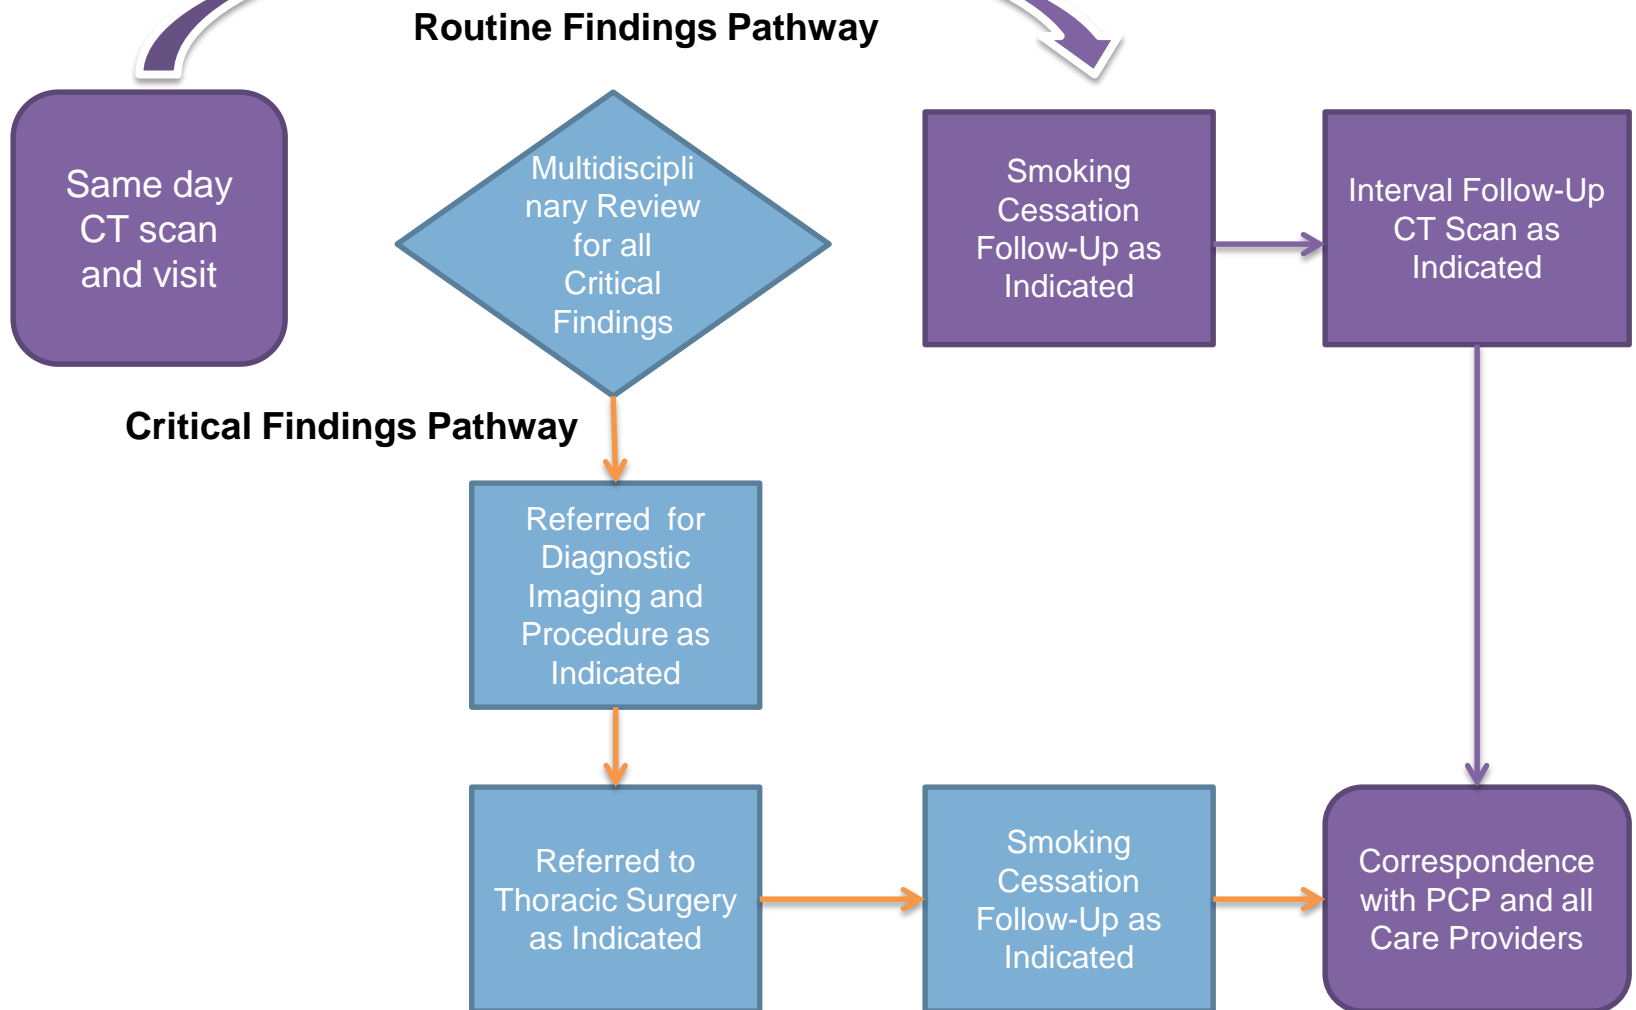 Routine Findings Pathway
Same day
CT scan
and visit
Multidiscipli
nary Review
for all
Critical
Findings
Smoking
Cessation
Follow-Up as
Indicated
Interval Follow-Up
CT Scan as
Indicated
Critical Findings Pathway
Referred for
Diagnostic
Imaging and
Procedure as
Indicated
Referred to
Thoracic Surgery
as Indicated
Smoking
Cessation
Follow-Up as
Indicated
Correspondence
with PCP and all
Care Providers